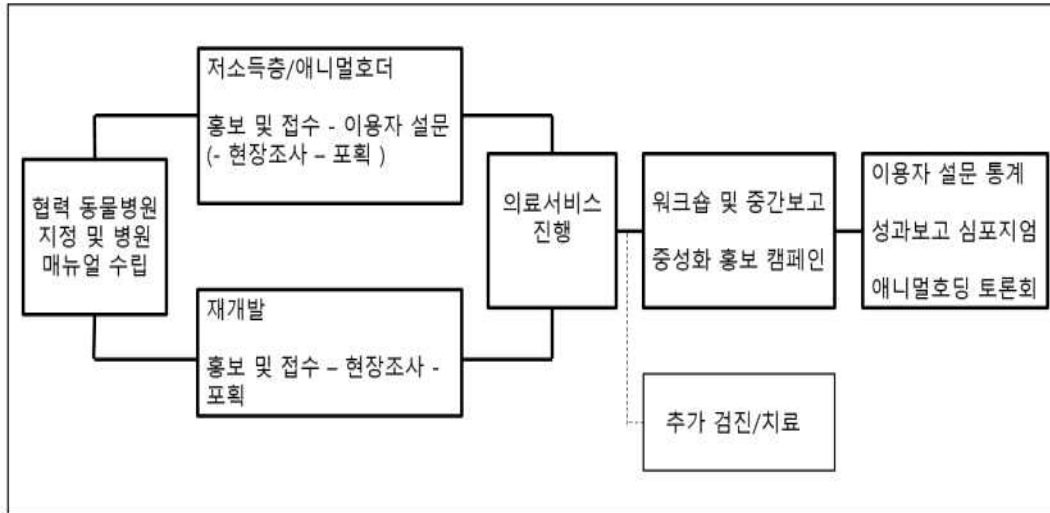 협력 동물병원
지정 및 병원
매뉴얼 수립
저소득층/애니멀호더
홍보 및 접수 - 이용자 설문
(- 현장조사 – 포획 )
재개발
홍보 및 접수 – 현장조사 -
포획
의료서비스
진행
워크숍 및 중간보고
중성화 홍보 캠페인
추가 검진/치료
이용자 설문 통계
성과보고 심포지엄
애니멀호딩 토론회